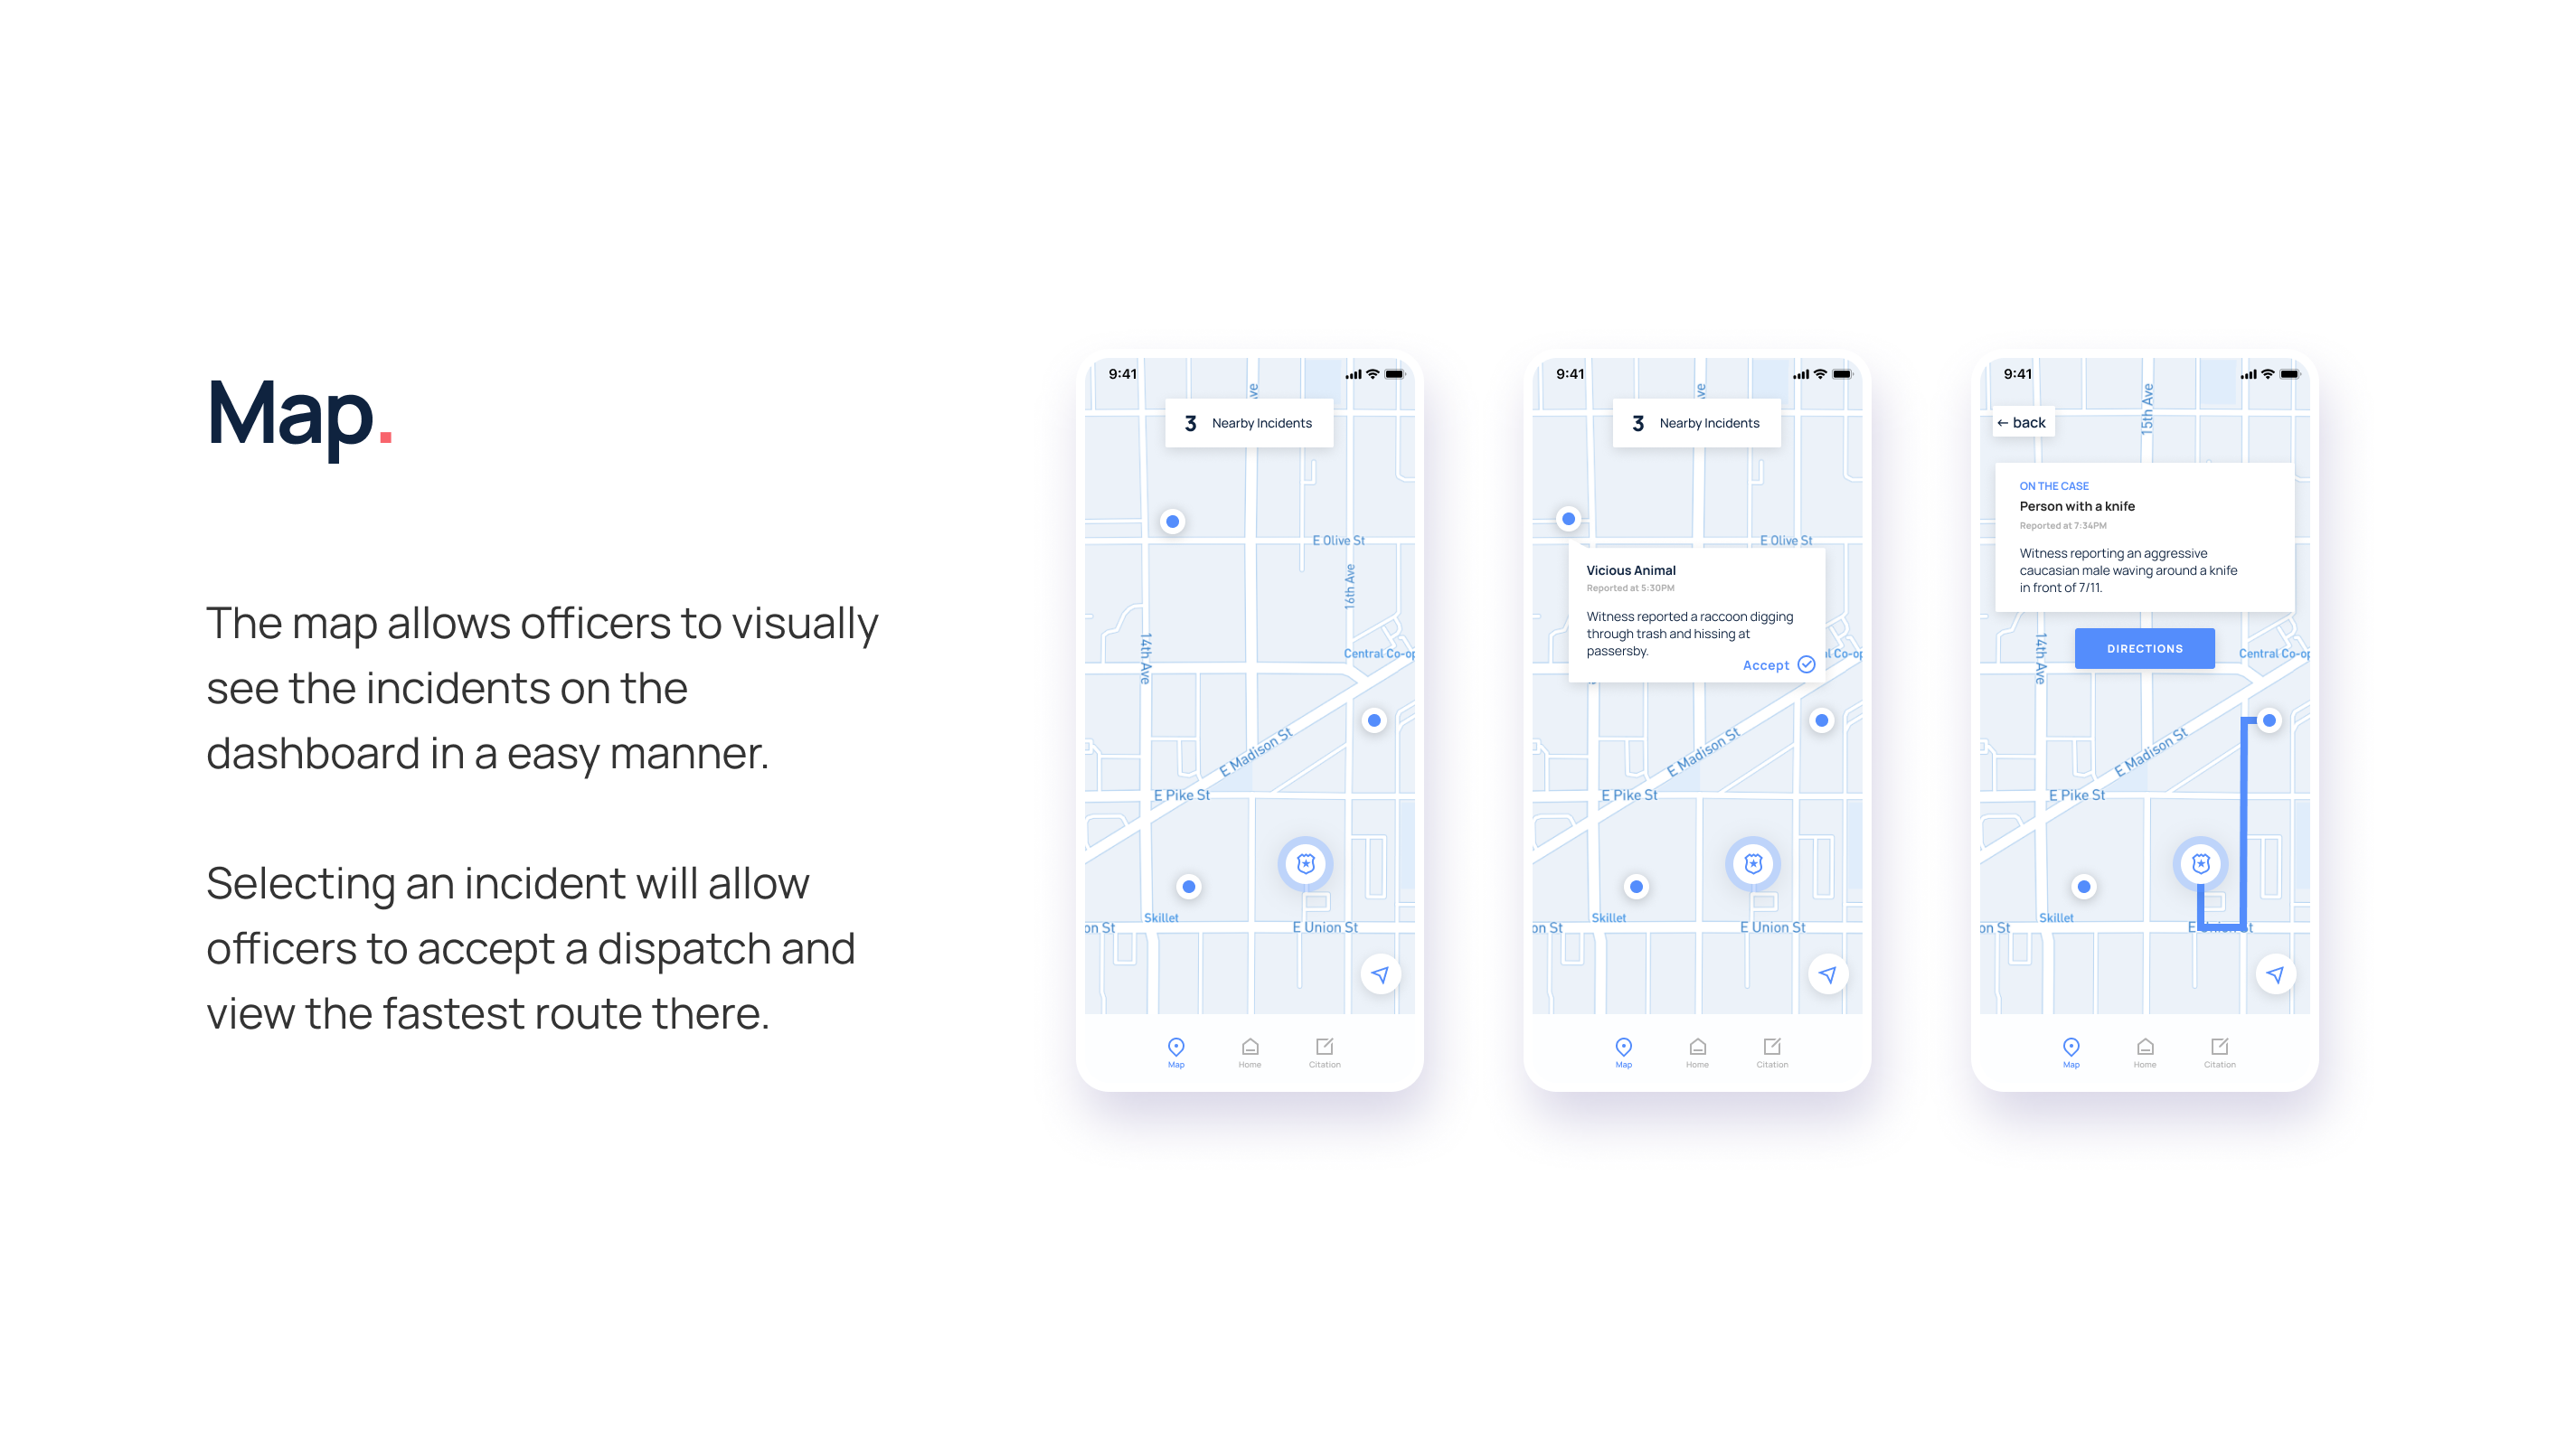 Map.
The map allows officers to visually
see the incidents on the
dashboard in a easy manner.
Selecting an incident will allow
officers to accept a dispatch and
view the fastest route there.
9:41
ve
3 Nearby Incidents
E Olive St
16th Ave
14th Ave
Central Co-op
E Madison St
E Pike St
Skillet
on St
E Union St
Map
Home
Citation
9:41
ve
3 Nearby Incidents
E Olive St
Vicious Animal
Reported at 5:30PM
Witness reported a raccoon digging
through trash and hissing at
passersby.
Accept
al Co-op
E Madison St
E Pike St
Skillet
on St
E Union St
Map
Home
Citation
9:41
15th Ave
← back
ON THE CASE
Person with a knife
Reported at 7:34PM
Witness reporting an aggressive
caucasian male waving around a knife
in front of 7/11.
DIRECTIONS
14th Ave
Central Co-op
E Madison St
E Pike St
Skillet
on St
E Union St
Map
Home
Citation